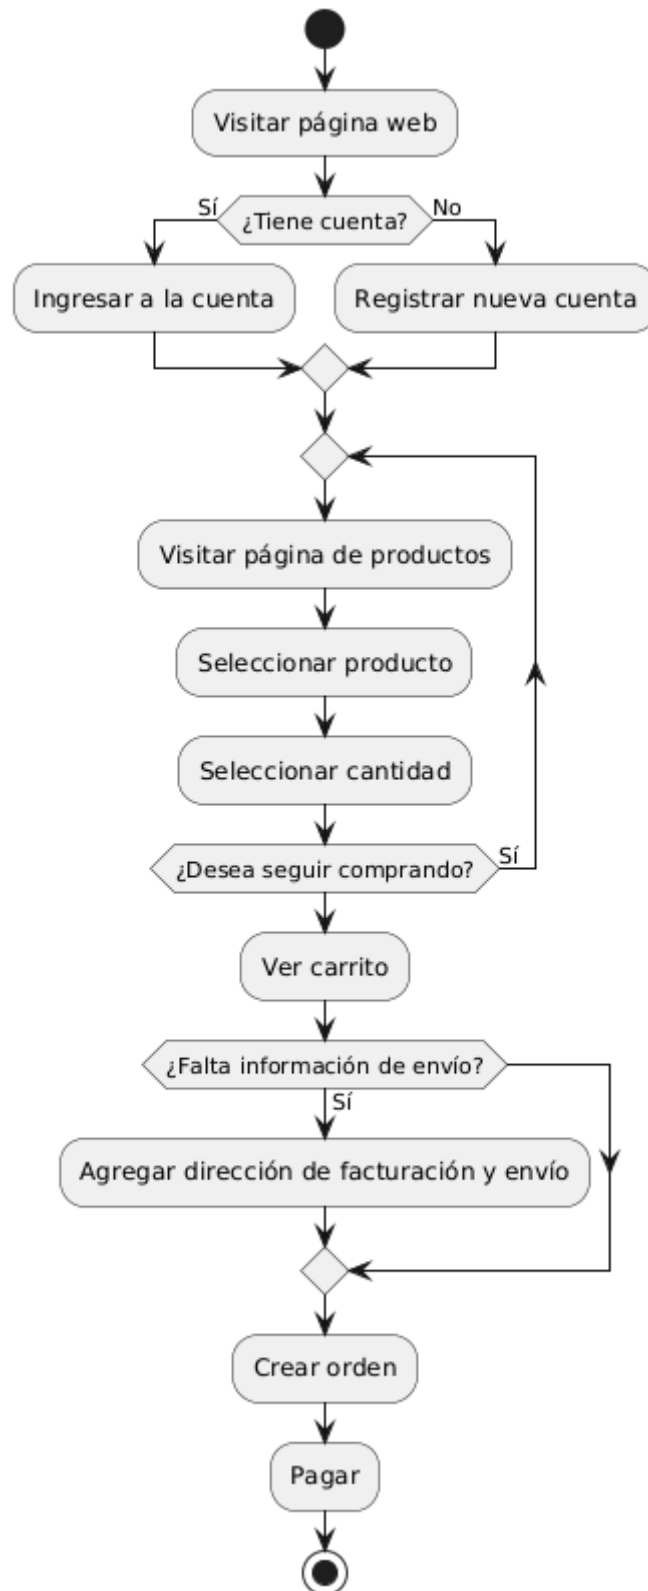 Visitar página web
¿Tiene cuenta?
Sí
No
Ingresar a la cuenta
Registrar nueva cuenta
Visitar página de productos
Seleccionar producto
Seleccionar cantidad
¿Desea seguir comprando?
Sí
Ver carrito
¿Falta información de envío?
Sí
Agregar dirección de facturación y envío
Crear orden
Pagar